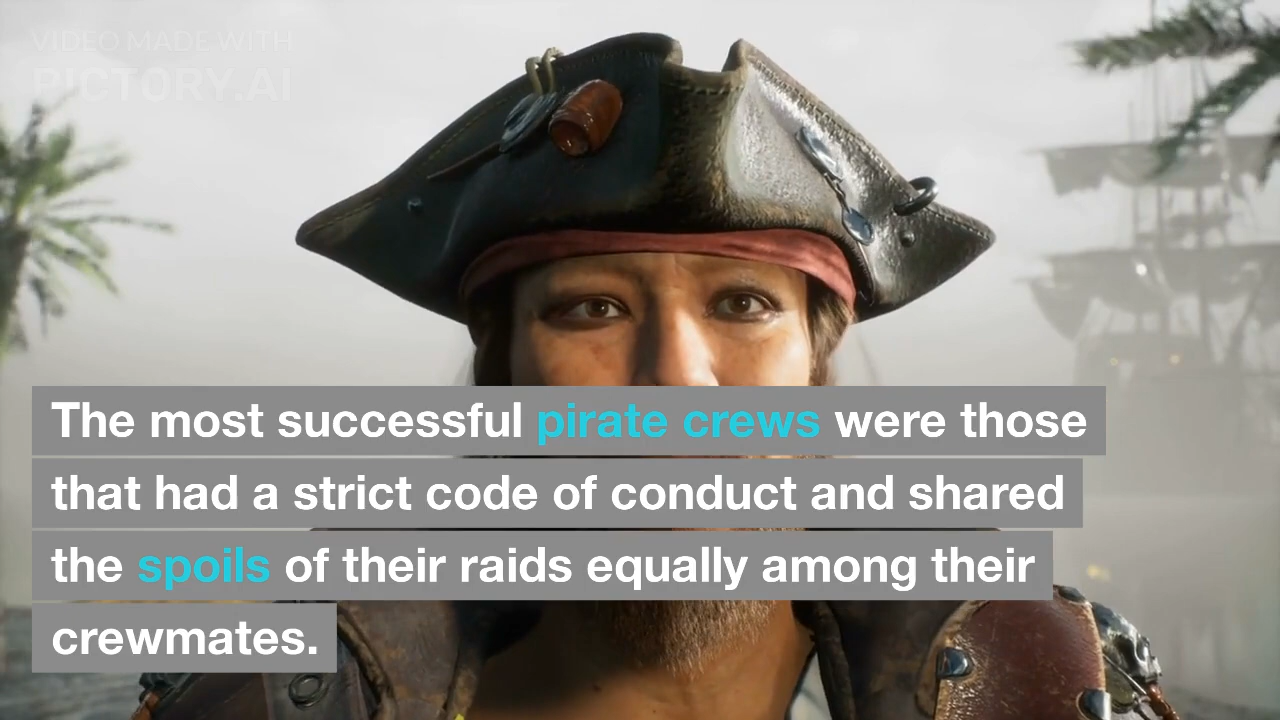 VIDEO MADE WITH
PICTORY.AI
The most successful pirate crews were those
that had a strict code of conduct and shared
the spoils of their raids equally among their
crewmates.